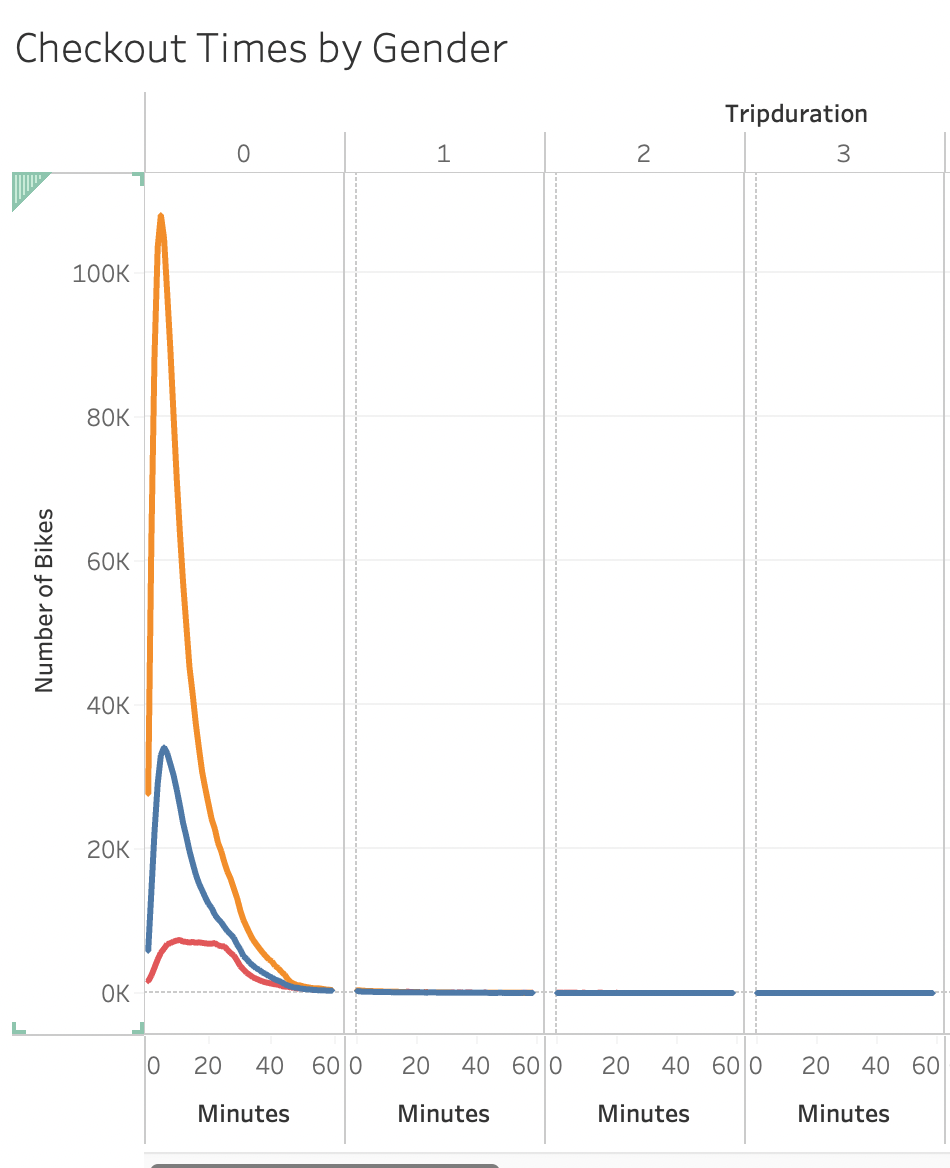 Checkout Times by Gender
Tripduration
0 1 2 3
100K
80K
60K
40K
20K
0K
Number of Bikes
0 20 40 60 0 20 40 60 0 20 40 60 0 20 40 60
Minutes Minutes Minutes Minutes